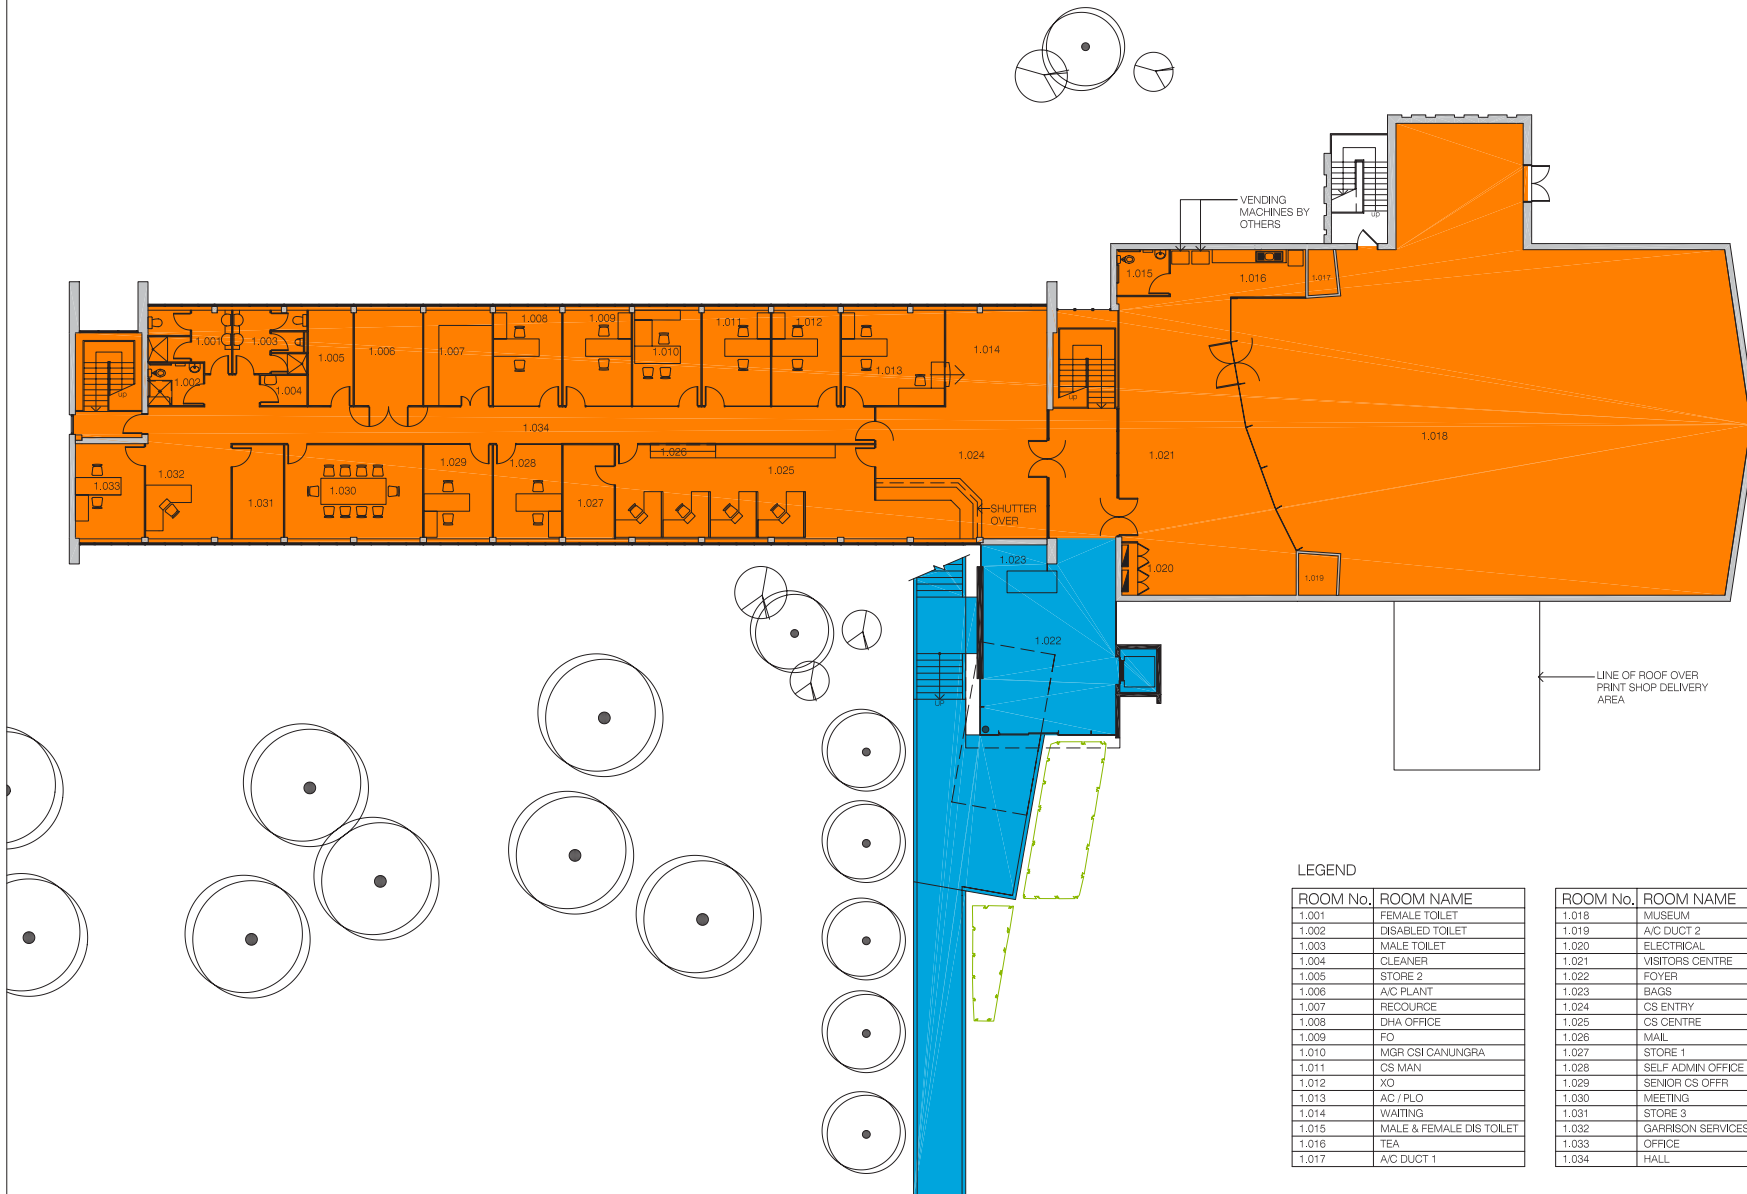 VENDING
MACHINES BY
OTHERS
up
1.015
1.016
1.017
1.001
1.003
1.002
1.004
1.005
1.006
1.007
1.008
1.009
1.010
1.011
1.012
1.013
1.014
up
up
1.034
1.018
1.033
1.032
1.031
1.030
1.029
1.028
1.027
1.026
1.025
1.024
1.021
SHUTTER
OVER
1.023
1.020
1.019
1.022
UP
LINE OF ROOF OVER
PRINT SHOP DELIVERY
AREA
LEGEND
ROOM No. ROOM NAME
1.001 FEMALE TOILET
1.002 DISABLED TOILET
1.003 MALE TOILET
1.004 CLEANER
1.005 STORE 2
1.006 A/C PLANT
1.007 RECOURCE
1.008 DHA OFFICE
1.009 FO
1.010 MGR CSI CANUNGRA
1.011 CS MAN
1.012 XO
1.013 AC / PLO
1.014 WAITING
1.015 MALE & FEMALE DIS TOILET
1.016 TEA
1.017 A/C DUCT 1
ROOM No. ROOM NAME
1.018 MUSEUM
1.019 A/C DUCT 2
1.020 ELECTRICAL
1.021 VISITORS CENTRE
1.022 FOYER
1.023 BAGS
1.024 CS ENTRY
1.025 CS CENTRE
1.026 MAIL
1.027 STORE 1
1.028 SELF ADMIN OFFICE
1.029 SENIOR CS OFFR
1.030 MEETING
1.031 STORE 3
1.032 GARRISON SERVICES
1.033 OFFICE
1.034 HALL